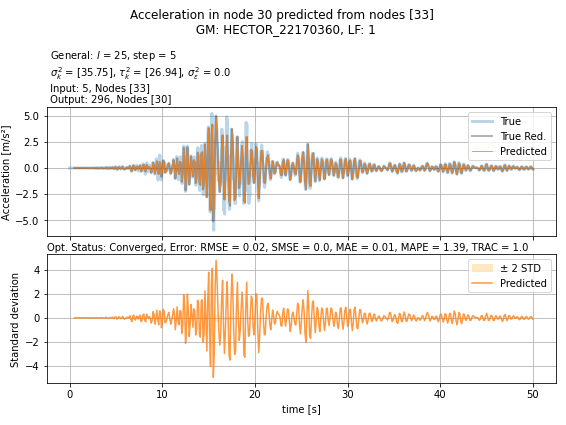 Acceleration in node 30 predicted from nodes [33]
GM: HECTOR_22170360, LF: 1
General: l = 25, step = 5
σ²ₖ = [35.75], τ²ₖ = [26.94], σ²ε = 0.0
Input: 5, Nodes [33]
Output: 296, Nodes [30]
Acceleration [m/s²]
5.0
2.5
0.0
−2.5
−5.0
True
True Red.
Predicted
Opt. Status: Converged, Error: RMSE = 0.02, SMSE = 0.0, MAE = 0.01, MAPE = 1.39, TRAC = 1.0
Standard deviation
4
2
0
−2
−4
± 2 STD
Predicted
0
10
20
30
40
50
time [s]